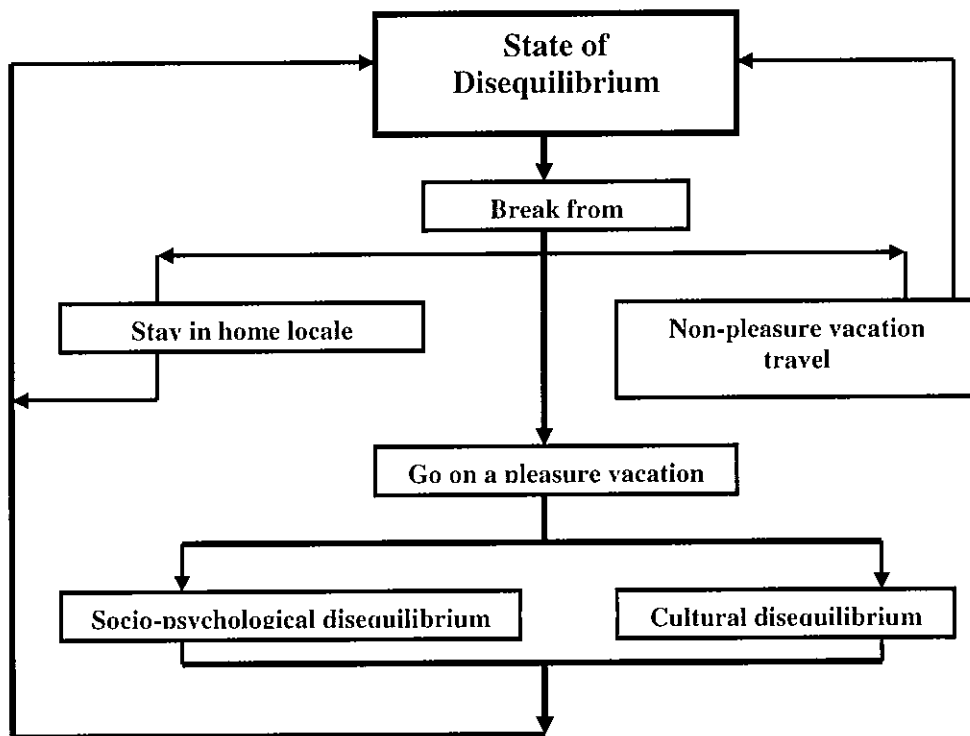 State of
Disequilibrium
Break from
Stay in home locale
Non-pleasure vacation
travel
Go on a pleasure vacation
Socio-psychological disequilibrium
Cultural disequilibrium